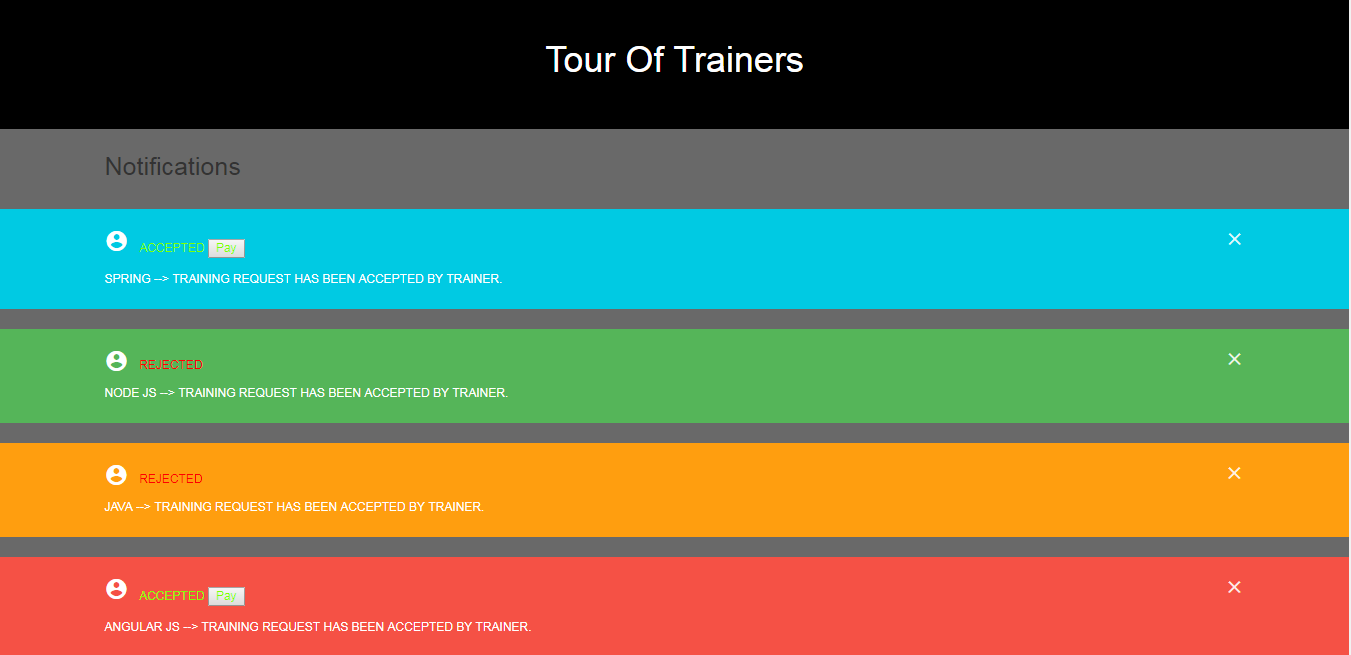 Tour Of Trainers
Notifications
ACCEPTED Pay
SPRING --> TRAINING REQUEST HAS BEEN ACCEPTED BY TRAINER.
REJECTED
NODE JS --> TRAINING REQUEST HAS BEEN ACCEPTED BY TRAINER.
REJECTED
JAVA --> TRAINING REQUEST HAS BEEN ACCEPTED BY TRAINER.
ACCEPTED Pay
ANGULAR JS --> TRAINING REQUEST HAS BEEN ACCEPTED BY TRAINER.